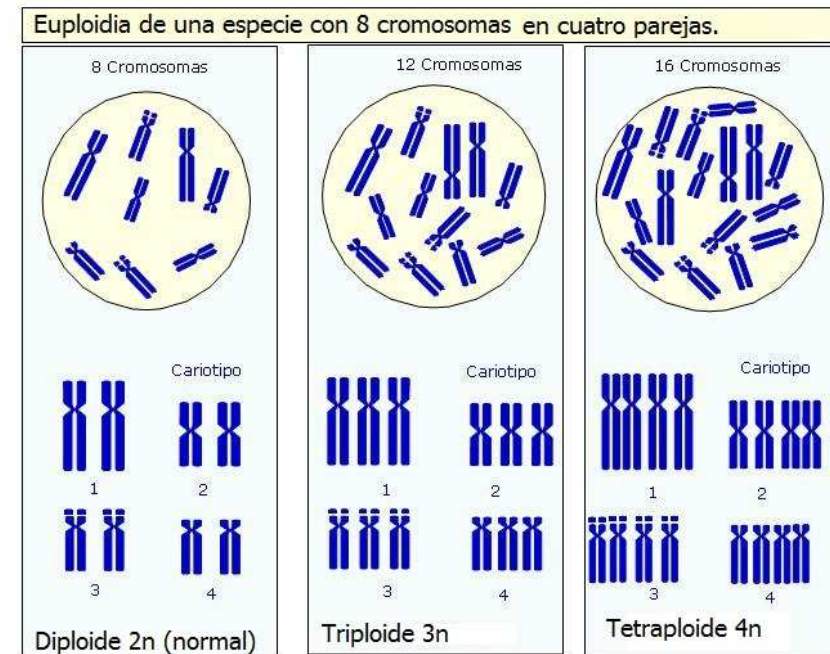 Euploidia de una especie con 8 cromosomas en cuatro parejas.
8 Cromosomas
Cariotipo
1
2
3
4
Diploide 2n (normal)
12 Cromosomas
Cariotipo
1
2
3
4
Triploide 3n
16 Cromosomas
Cariotipo
1
2
3
4
Tetraploide 4n